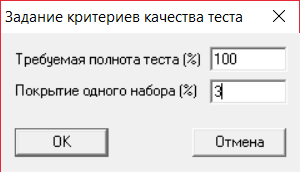 Задание критериев качества теста
Требуемая полнота теста (%) 100
Покрытие одного набора (%) 3
OK Отмена